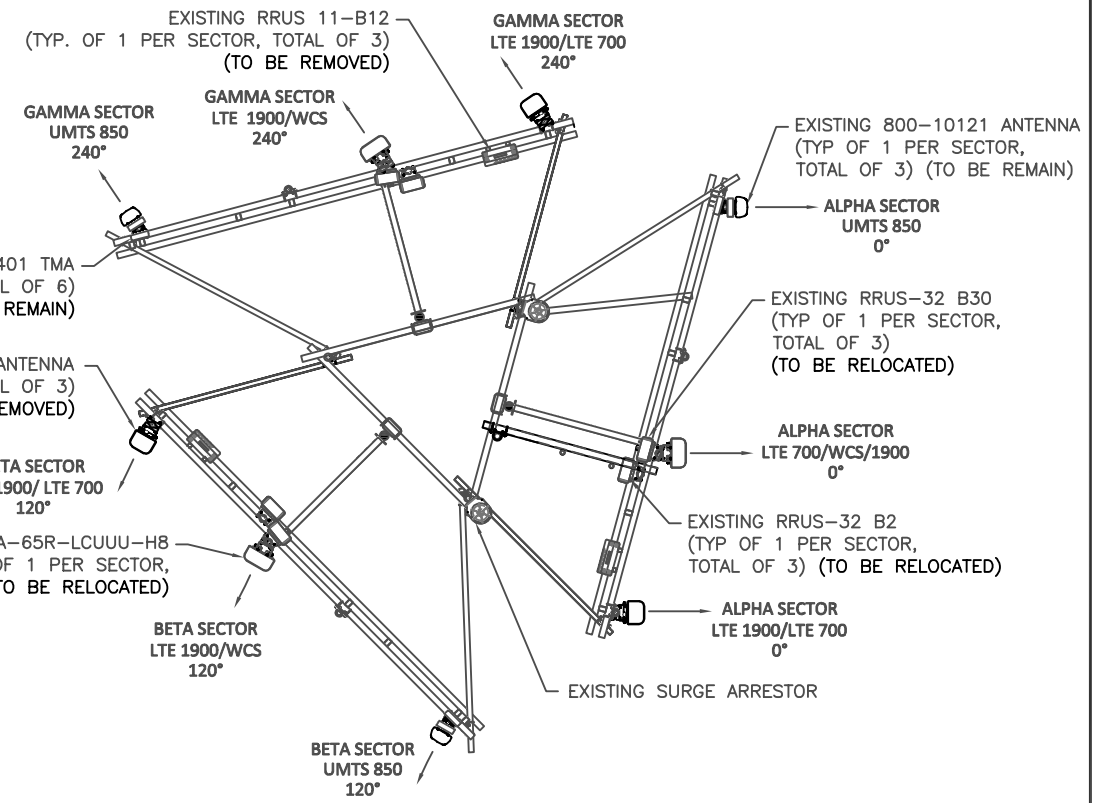 EXISTING RRUS 11-B12
(TYP. OF 1 PER SECTOR, TOTAL OF 3)
(TO BE REMOVED)
GAMMA SECTOR
LTE 1900/LTE 700
240°
GAMMA SECTOR
LTE 1900/WCS
240°
GAMMA SECTOR
UMTS 850
240°
EXISTING 800-10121 ANTENNA
(TYP OF 1 PER SECTOR,
TOTAL OF 3) (TO BE REMAIN)
ALPHA SECTOR
UMTS 850
0°
401 TMA
L OF 6)
REMAIN)
EXISTING RRUS-32 B30
(TYP OF 1 PER SECTOR,
TOTAL OF 3)
(TO BE RELOCATED)
ANTENNA
L OF 3)
EMOVED)
ALPHA SECTOR
LTE 700/WCS/1900
0°
TA SECTOR
1900/ LTE 700
120°
EXISTING RRUS-32 B2
(TYP OF 1 PER SECTOR,
TOTAL OF 3) (TO BE RELOCATED)
A-65R-LCUUU-H8
OF 1 PER SECTOR,
TO BE RELOCATED)
ALPHA SECTOR
LTE 1900/LTE 700
0°
BETA SECTOR
LTE 1900/WCS
120°
EXISTING SURGE ARRESTOR
BETA SECTOR
UMTS 850
120°